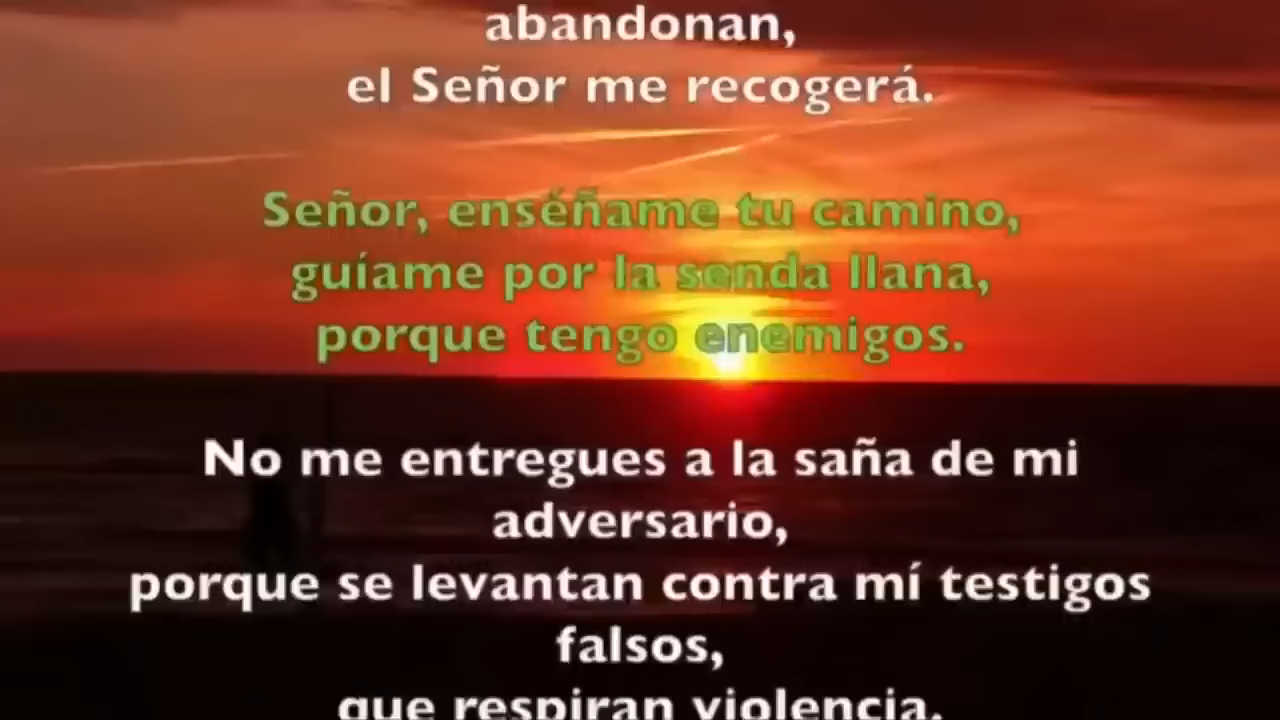 abandonan,
el Señor me recogerá.
Señor, enséñame tu camino,
guíame por la senda llana,
porque tengo enemigos.
No me entregues a la saña de mi
adversario,
porque se levantan contra mí testigos
falsos,
que respiran violencia.